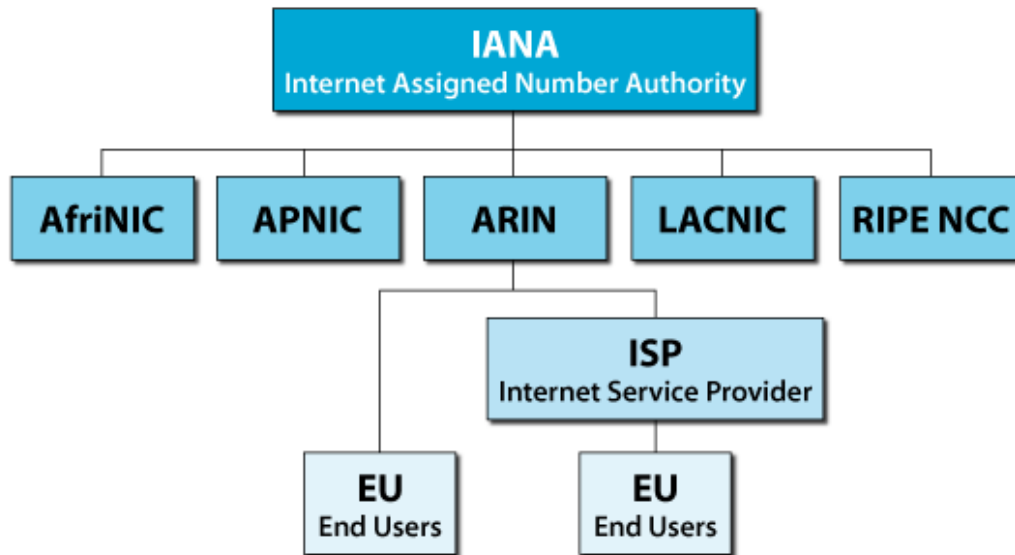 IANA
Internet Assigned Number Authority
AfriNIC
APNIC
ARIN
LACNIC
RIPE NCC
ISP
Internet Service Provider
EU
End Users
EU
End Users